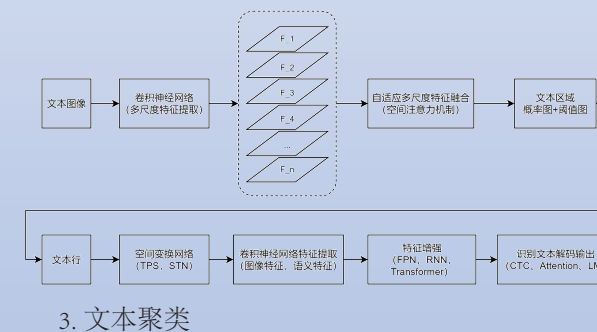 文本图像
卷积神经网络
(多尺度特征提取)
F_1
F_2
F_3
F_4
...
F_n
自适应多尺度特征融合
(空间注意力机制)
文本区域
概率图+阈值图
文本行
空间变换网络
(TPS、STN)
卷积神经网络特征提取
(图像特征、语义特征)
特征增强
(FPN、RNN、
Transformer)
识别文本解码输出
(CTC、Attention、LM
3. 文本聚类